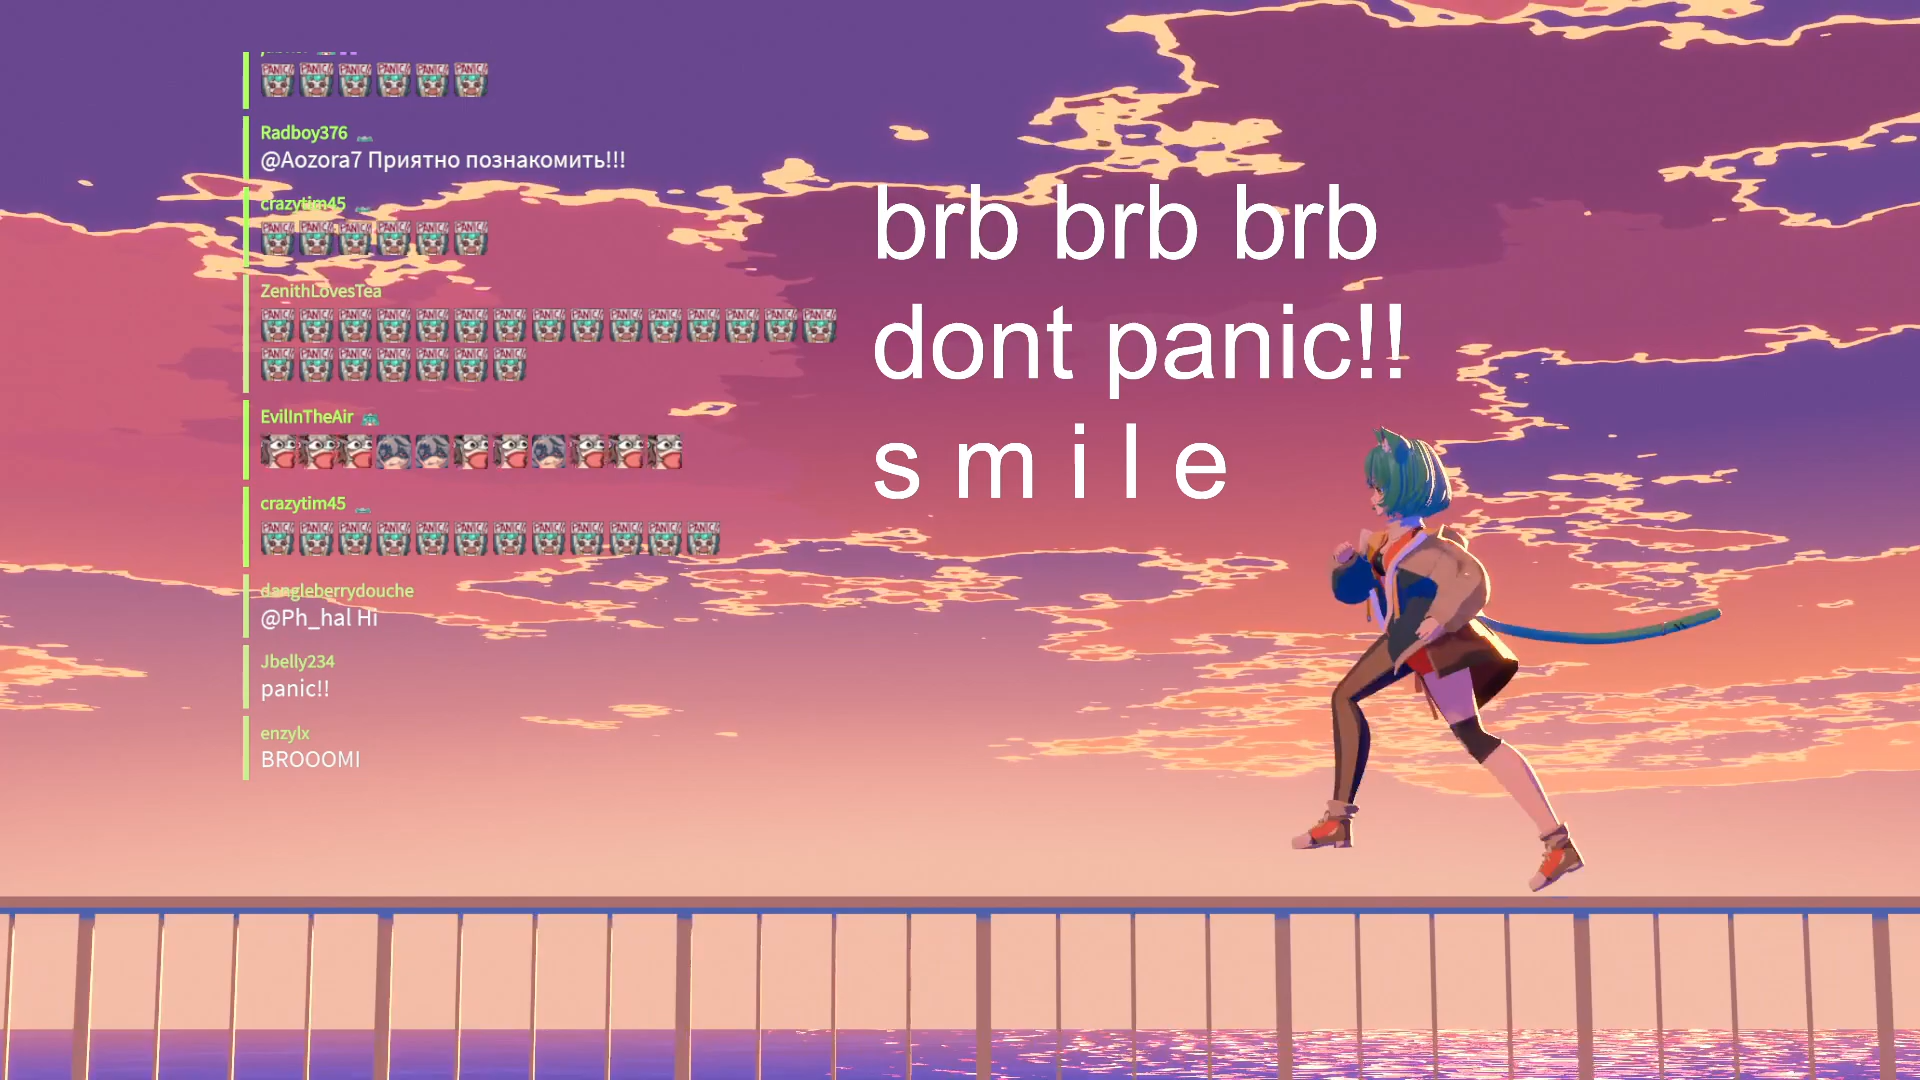 Radboy376
@Aozora7 Приятно познакомить!!!
crazytim45
ZenithLovesTea
EvilInTheAir
crazytim45
dangleberrydouche
@Ph_hal Hi
Jbelly234
panic!!
enzylx
BROOOMI
brb brb brb
dont panic!!
s m i l e